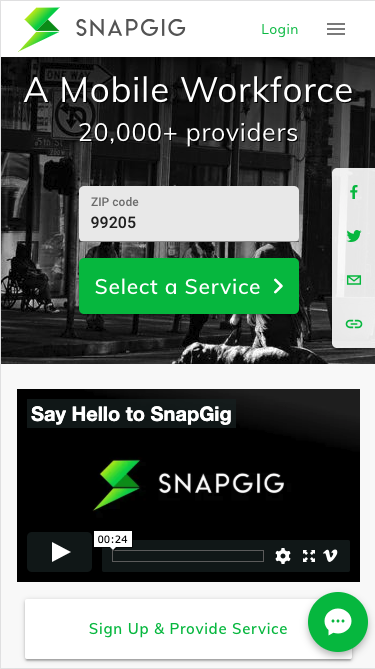 SNAPGIG
Login
A Mobile Workforce
20,000+ providers
ZIP code
99205
Select a Service
Say Hello to SnapGig
SNAPGIG
00:24
Sign Up & Provide Service